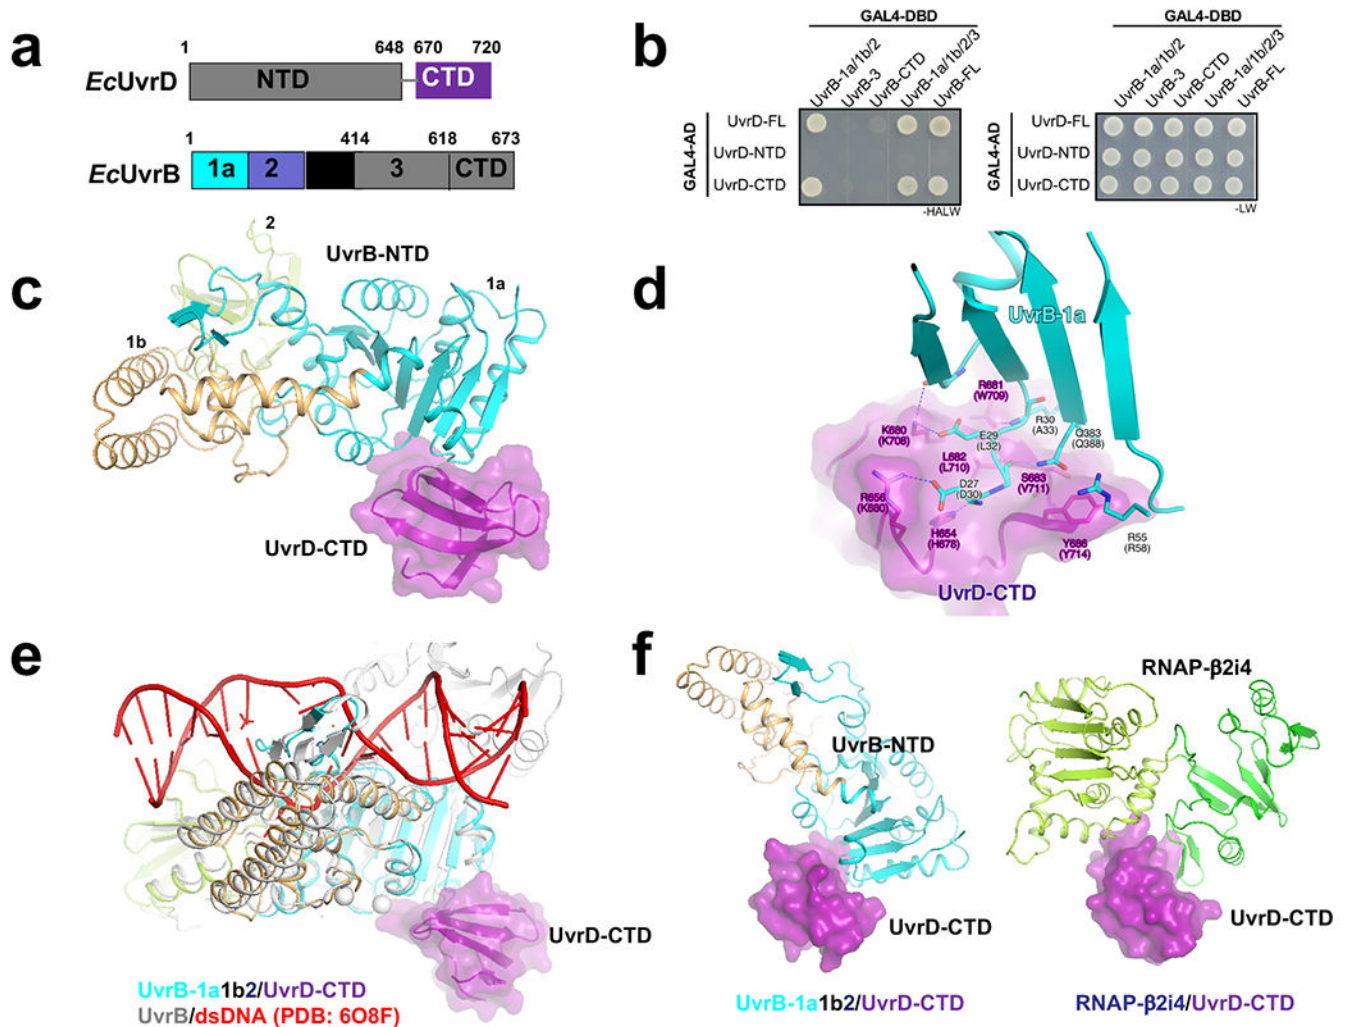 a
1 648 670 720
EcUvrD NTD CTD
1 414 618 673
EcUvrB 1a 2 3 CTD
b
GAL4-DBD
UvrB-1a/1b/2
UvrB-3
UvrB-CTD
UvrB-1a/1b/2/3
UvrB-FL
GAL4-AD
UvrD-FL
UvrD-NTD
UvrD-CTD
-HALW
GAL4-DBD
UvrB-1a/1b/2
UvrB-3
UvrB-CTD
UvrB-1a/1b/2/3
UvrB-FL
GAL4-AD
UvrD-FL
UvrD-NTD
UvrD-CTD
-LW
c
2
UvrB-NTD
1a
1b
UvrD-CTD
d
UvrB-1a
R681
(W709)
K680
(K708)
E29
(L32)
R30
(A33)
Q383
(Q388)
L682
(L710)
S683
(V711)
D27
(D30)
R656
(K680)
H654
(H678)
Y686
(Y714)
R55
(R58)
UvrD-CTD
e
UvrD-CTD
UvrB-1a1b2/UvrD-CTD
UvrB/dsDNA (PDB: 6O8F)
f
UvrB-NTD
UvrD-CTD
UvrB-1a1b2/UvrD-CTD
RNAP-β2i4
UvrD-CTD
RNAP-β2i4/UvrD-CTD